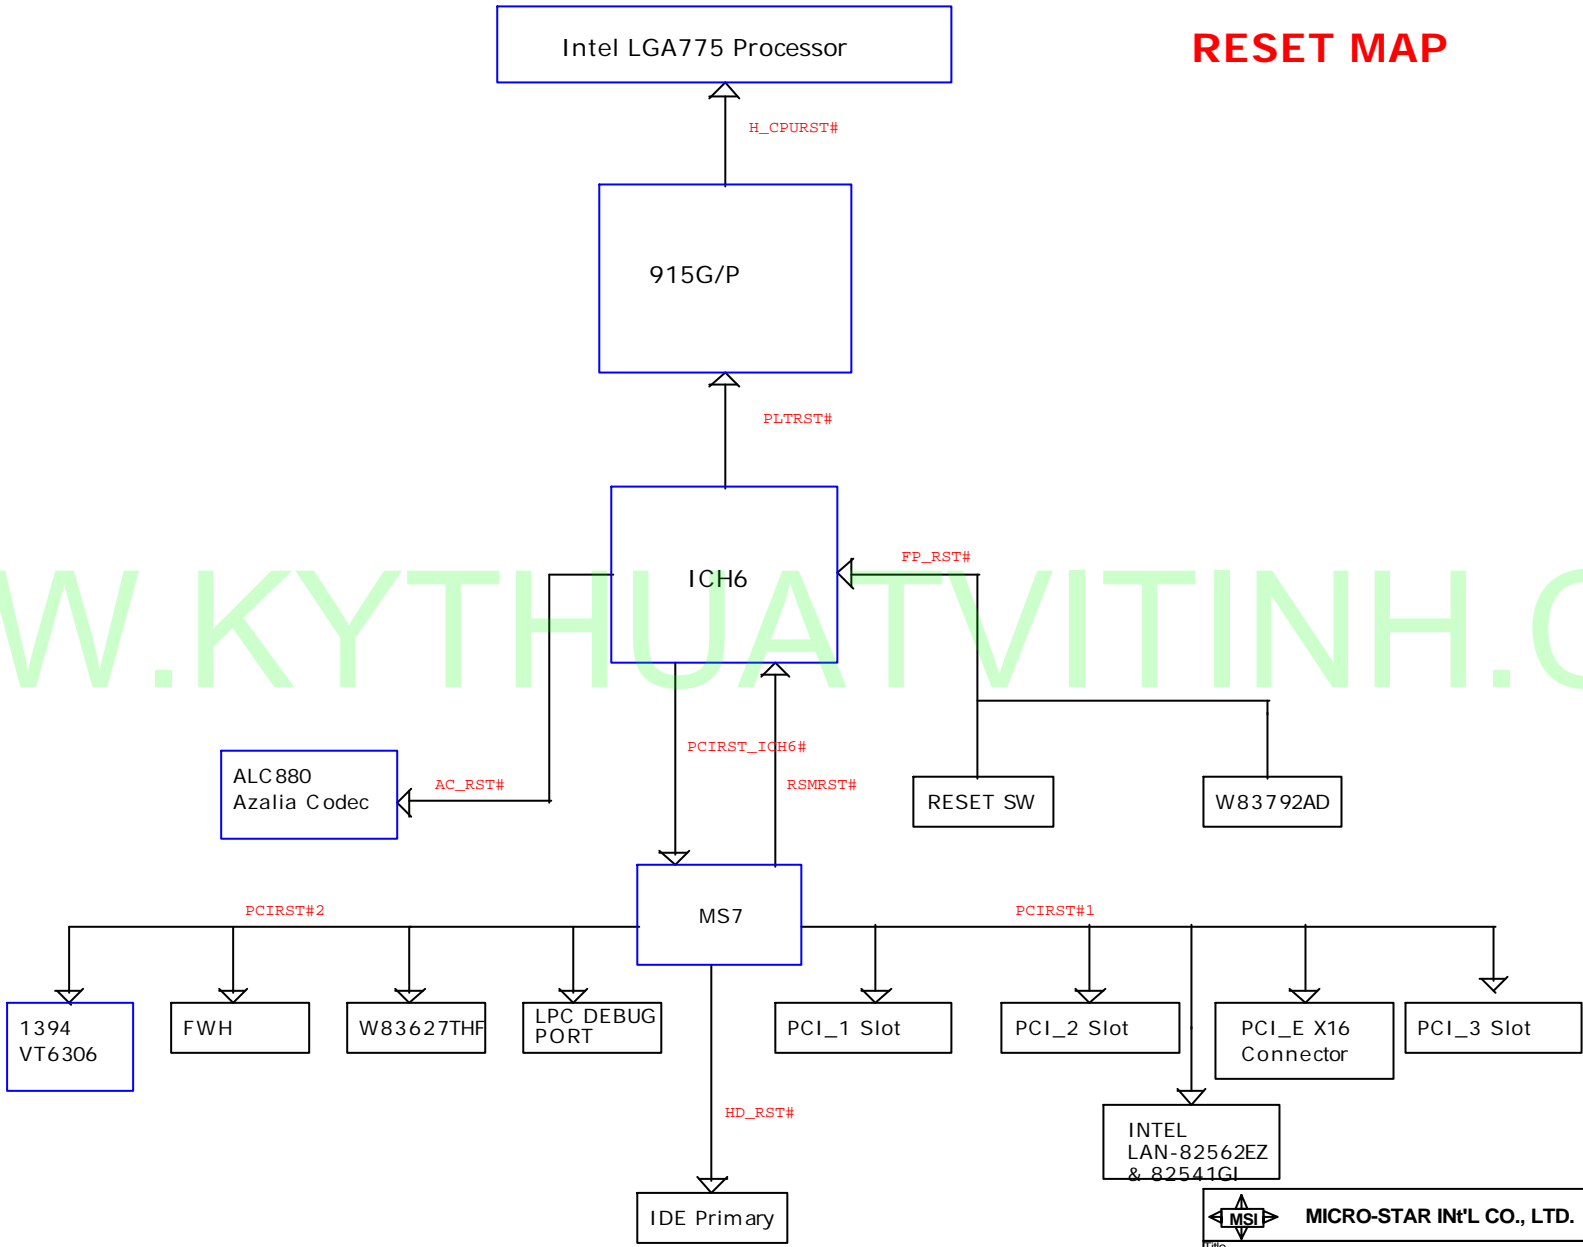 Intel LGA775 Processor
RESET MAP
H_CPURST#
915G/P
PLTRST#
ICH6
FP_RST#
W.KYTHUATVITINH.C
PCIRST_ICH6#
RSMRST#
ALC880
Azalia Codec
AC_RST#
RESET SW
W83792AD
MS7
PCIRST#2
PCIRST#1
1394
VT6306
FWH
W83627THF
LPC DEBUG
PORT
PCI_1 Slot
PCI_2 Slot
PCI_E X16
Connector
PCI_3 Slot
HD_RST#
INTEL
LAN-82562EZ
& 82541GI
IDE Primary
MSI
MICRO-STAR INt'L CO., LTD.
Title